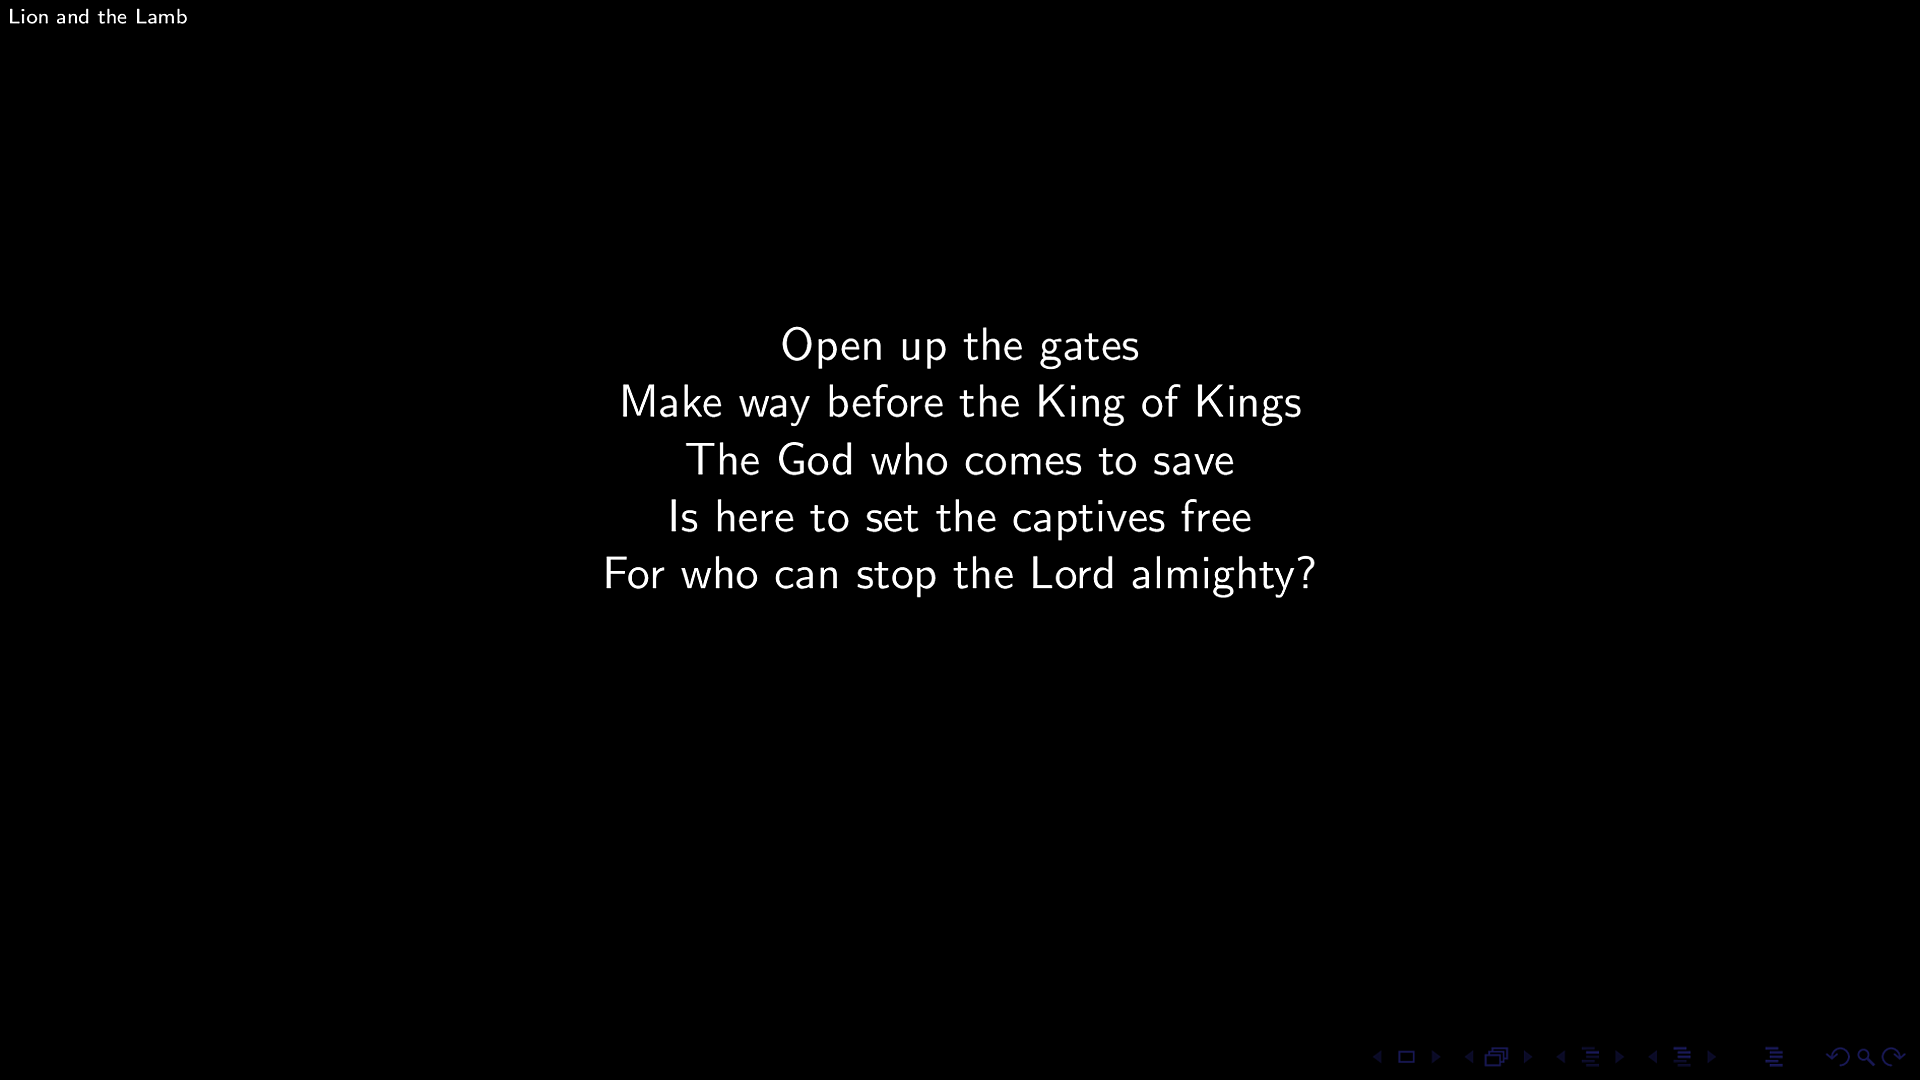 Lion and the Lamb
Open up the gates
Make way before the King of Kings
The God who comes to save
Is here to set the captives free
For who can stop the Lord almighty?